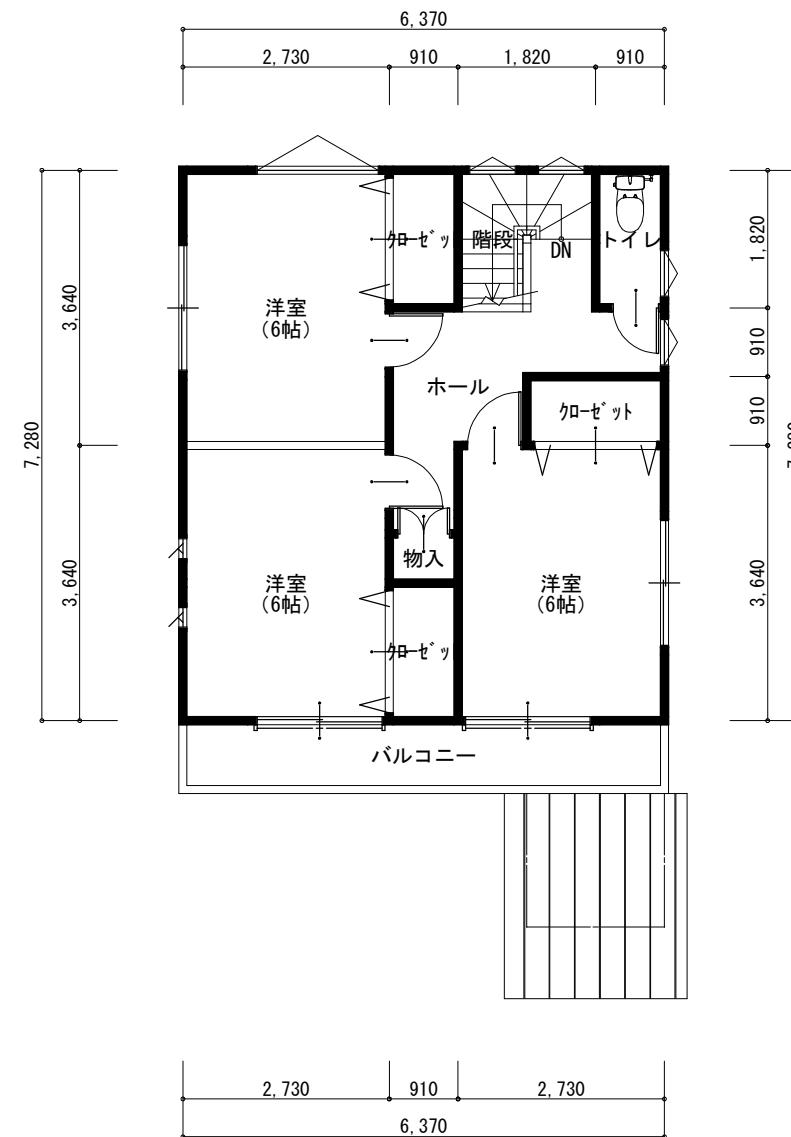 6,370
2,730 910 1,820 910
クローゼッ 階段 DN トイレ
1,820
3,640
洋室
(6帖)
910
ホール
910
クローゼット
7,280
3,640
物入
洋室
(6帖)
洋室
(6帖)
3,640
クローゼッ
バルコニー
2,730 910 2,730
6,370